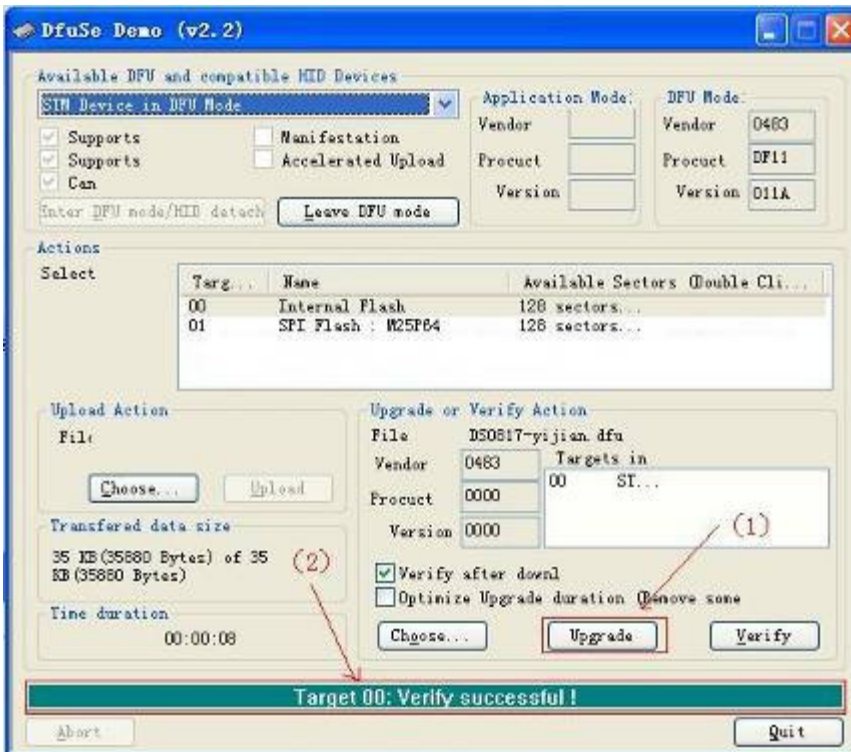 DfuSe Demo (v2.2)
Available DFU and compatible HID Devices
STM Device in DFU Mode
Supports
Manifestation
Supports
Accelerated Upload
Can
Enter DFU mode/HID detach
Leave DFU mode
Application Mode:
Vendor
Procuct
Version
DFU Mode:
Vendor 0483
Procuct DF11
Version 011A
Actions
Select
Targ... Name Available Sectors (Double Cli...
00 Internal Flash 128 sectors...
01 SPI Flash : M25P64 128 sectors...
Upload Action
File
Choose... Upload
Transfered data size
35 KB(35880 Bytes) of 35
KB(35880 Bytes)
(2)
Time duration
00:00:08
Upgrade or Verify Action
File DS0817-yijian.dfu
Vendor 0483
Procuct 0000
Version 0000
Targets in
00 ST...
(1)
Verify after downl
Optimize Upgrade duration (Remove some
Choose... Upgrade Verify
Target 00: Verify successful !
Abort Quit